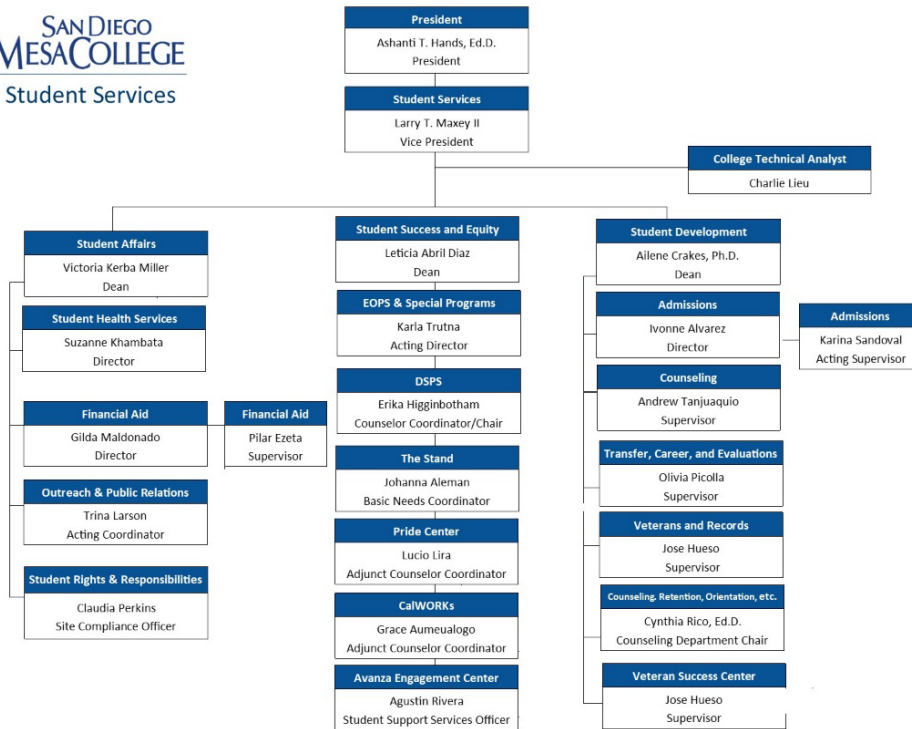 SAN DIEGO
MESA COLLEGE
Student Services
President
Ashanti T. Hands, Ed.D.
President
Student Services
Larry T. Maxey II
Vice President
College Technical Analyst
Charlie Lieu
Student Affairs
Victoria Kerba Miller
Dean
Student Health Services
Suzanne Khambata
Director
Financial Aid
Gilda Maldonado
Director
Financial Aid
Pilar Ezeta
Supervisor
Outreach & Public Relations
Trina Larson
Acting Coordinator
Student Rights & Responsibilities
Claudia Perkins
Site Compliance Officer
Student Success and Equity
Leticia Abril Diaz
Dean
EOPS & Special Programs
Karla Trutna
Acting Director
DSPS
Erika Higginbotham
Counselor Coordinator/Chair
The Stand
Johanna Aleman
Basic Needs Coordinator
Pride Center
Lucio Lira
Adjunct Counselor Coordinator
CalWORKs
Grace Aumeualogo
Adjunct Counselor Coordinator
Avanza Engagement Center
Agustin Rivera
Student Support Services Officer
Student Development
Ailene Crakes, Ph.D.
Dean
Admissions
Ivonne Alvarez
Director
Admissions
Karina Sandoval
Acting Supervisor
Counseling
Andrew Tanjuaquio
Supervisor
Transfer, Career, and Evaluations
Olivia Picolla
Supervisor
Veterans and Records
Jose Hueso
Supervisor
Counseling. Retention, Orientation, etc.
Cynthia Rico, Ed.D.
Counseling Department Chair
Veteran Success Center
Jose Hueso
Supervisor